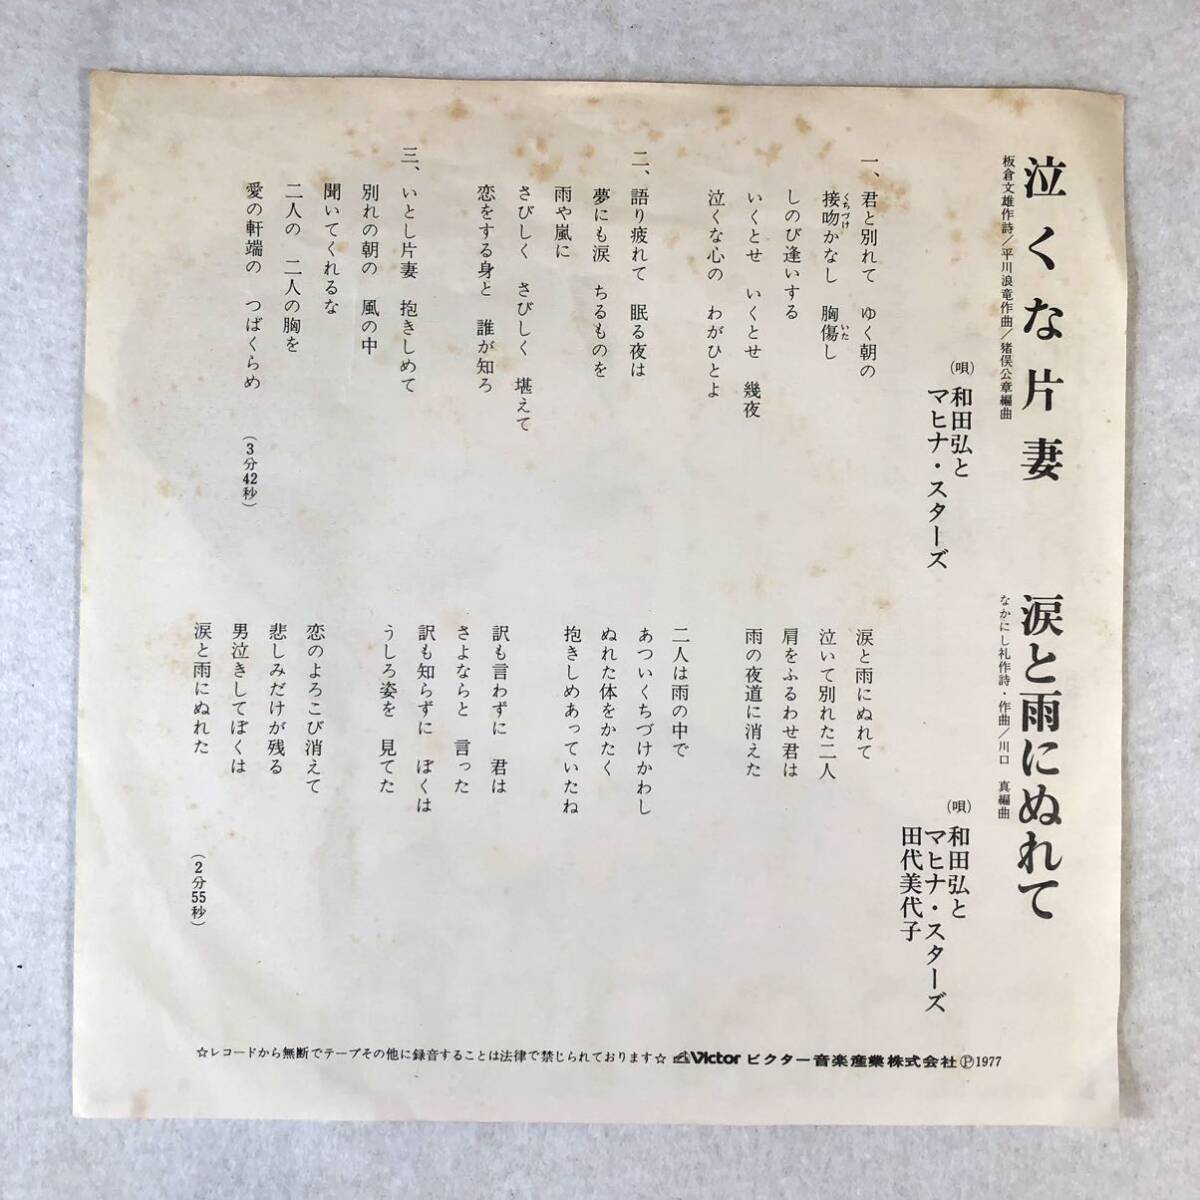 泣くな片妻
板倉文雄作詩／平川浪竜作曲／猪俣公章編曲
(唄)和田弘と
マヒナ・スターズ
一、君と別れて　ゆく朝の
接吻かなし　胸傷し
くちづけ
いた
しのび逢いする
いくとせ　いくとせ　幾夜
泣くな心の　わがひとよ
二、語り疲れて　眠る夜は
夢にも涙　ちるものを
雨や嵐に
さびしく　さびしく　堪えて
恋をする身と　誰が知ろ
三、いとし片妻　抱きしめて
別れの朝の　風の中
聞いてくれるな
二人の　二人の胸を
愛の軒端の　つばくらめ
(3分42秒)
涙と雨にぬれて
なかにし礼作詩・作曲／川口　真編曲
(唄)和田弘と
マヒナ・スターズ
田代美代子
涙と雨にぬれて
泣いて別れた二人
肩をふるわせ君は
雨の夜道に消えた
二人は雨の中で
あついくちづけかわし
ぬれた体をかたく
抱きしめあっていたね
訳も言わずに　君は
さよならと　言った
訳も知らずに　ぼくは
うしろ姿を　見てた
恋のよろこび消えて
悲しみだけが残る
男泣きしてぼくは
涙と雨にぬれた
(2分55秒)
☆レコードから無断でテープその他に録音することは法律で禁じられております☆ Victor ビクター音楽産業株式会社 Ⓟ1977